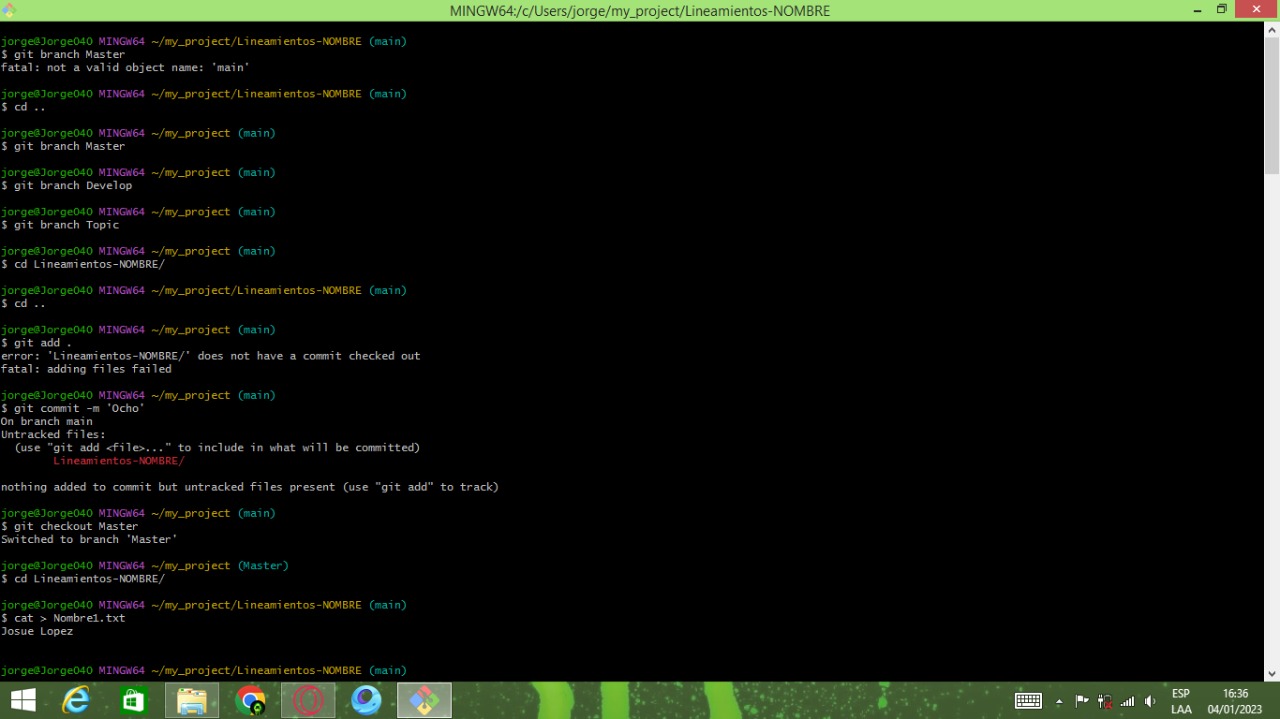 MINGW64:/c/Users/jorge/my_project/Lineamientos-NOMBRE
jorge@Jorge040 MINGW64 ~/my_project/Lineamientos-NOMBRE (main)
$ git branch Master
fatal: not a valid object name: 'main'
jorge@Jorge040 MINGW64 ~/my_project/Lineamientos-NOMBRE (main)
$ cd ..
jorge@Jorge040 MINGW64 ~/my_project (main)
$ git branch Master
jorge@Jorge040 MINGW64 ~/my_project (main)
$ git branch Develop
jorge@Jorge040 MINGW64 ~/my_project (main)
$ git branch Topic
jorge@Jorge040 MINGW64 ~/my_project (main)
$ cd Lineamientos-NOMBRE/
jorge@Jorge040 MINGW64 ~/my_project/Lineamientos-NOMBRE (main)
$ cd ..
jorge@Jorge040 MINGW64 ~/my_project (main)
$ git add .
error: 'Lineamientos-NOMBRE/' does not have a commit checked out
fatal: adding files failed
jorge@Jorge040 MINGW64 ~/my_project (main)
$ git commit -m 'Ocho'
On branch main
Untracked files:
(use "git add <file>..." to include in what will be committed)
Lineamientos-NOMBRE/
nothing added to commit but untracked files present (use "git add" to track)
jorge@Jorge040 MINGW64 ~/my_project (main)
$ git checkout Master
Switched to branch 'Master'
jorge@Jorge040 MINGW64 ~/my_project (Master)
$ cd Lineamientos-NOMBRE/
jorge@Jorge040 MINGW64 ~/my_project/Lineamientos-NOMBRE (main)
$ cat > Nombre1.txt
Josue Lopez
jorge@Jorge040 MINGW64 ~/my_project/Lineamientos-NOMBRE (main)
ESP 16:36
LAA 04/01/2023